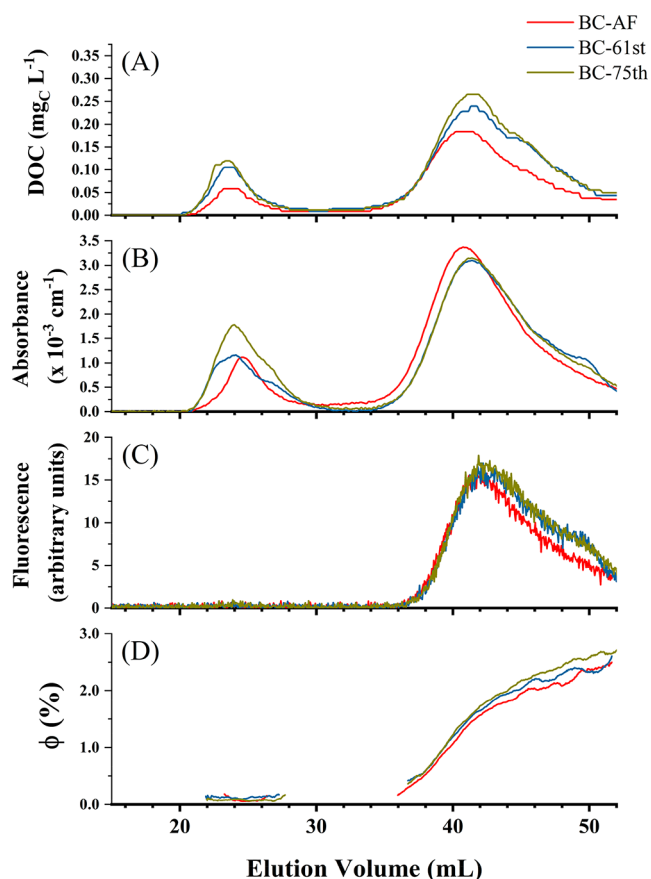 BC-AF
BC-61st
BC-75th
(A)
DOC (mg_C L^-1)
0.35
0.30
0.25
0.20
0.15
0.10
0.05
0.00
(B)
Absorbance
(x 10^-3 cm^-1)
3.5
3.0
2.5
2.0
1.5
1.0
0.5
0.0
(C)
Fluorescence
(arbitrary units)
20
15
10
5
0
(D)
ϕ (%)
3.0
2.0
1.0
0.0
20 30 40 50
Elution Volume (mL)